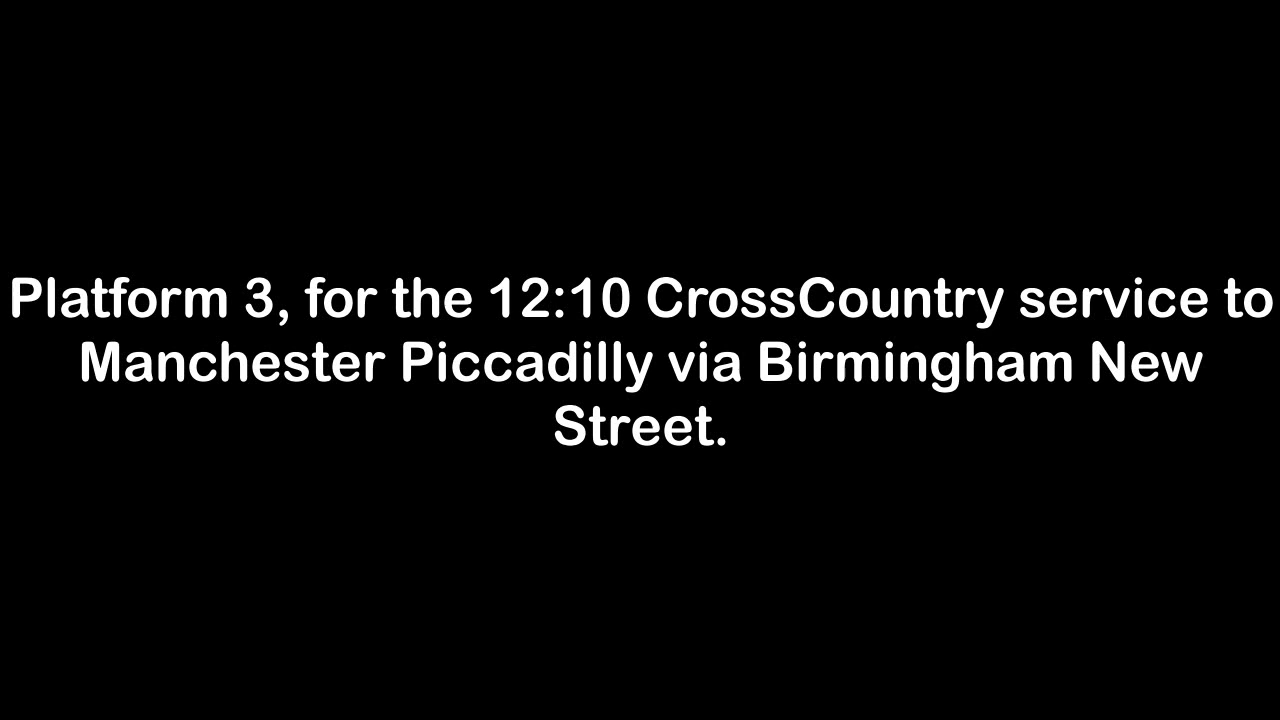 Platform 3, for the 12:10 CrossCountry service to
Manchester Piccadilly via Birmingham New
Street.